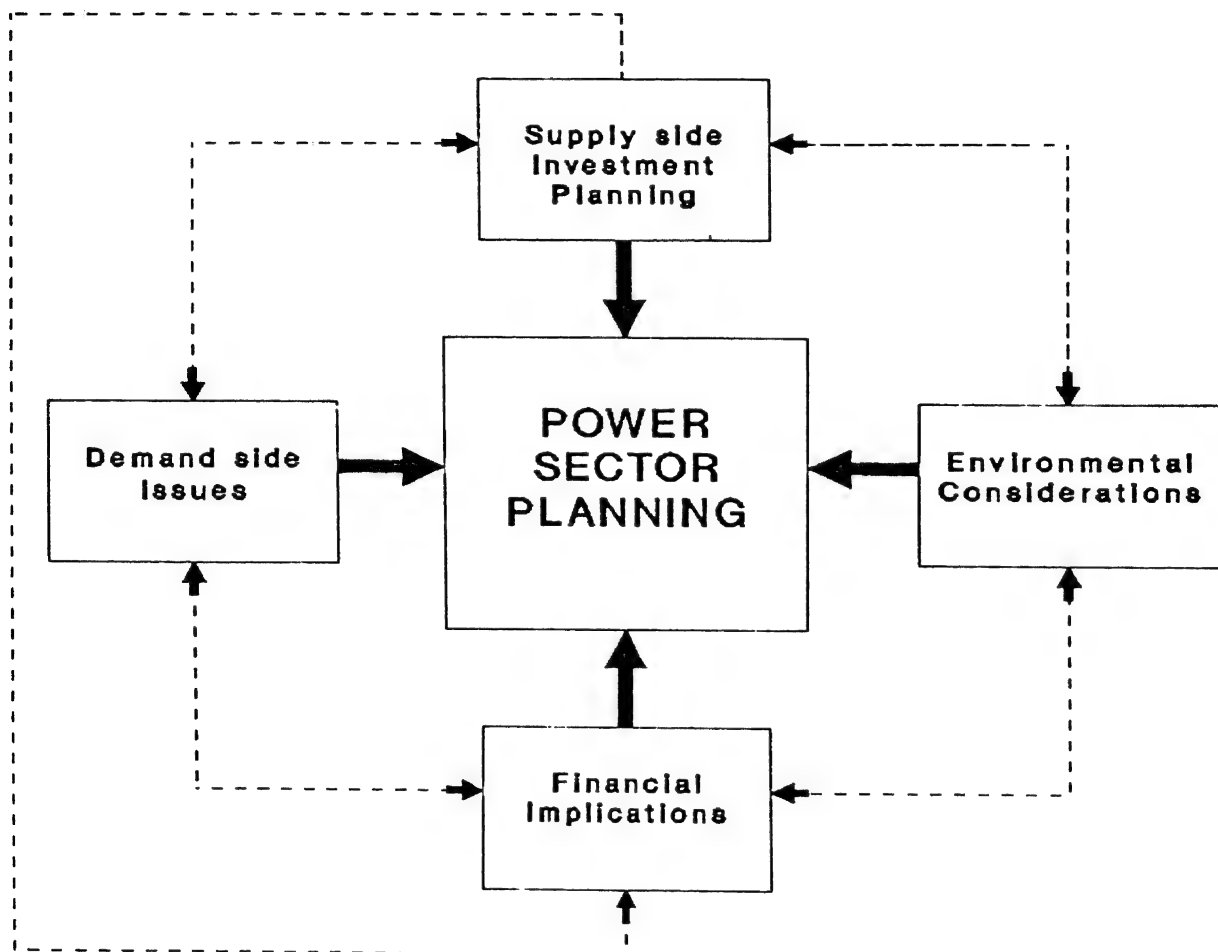 Supply side
Investment
Planning
POWER
SECTOR
PLANNING
Demand side
issues
Environmental
Considerations
Financial
Implications